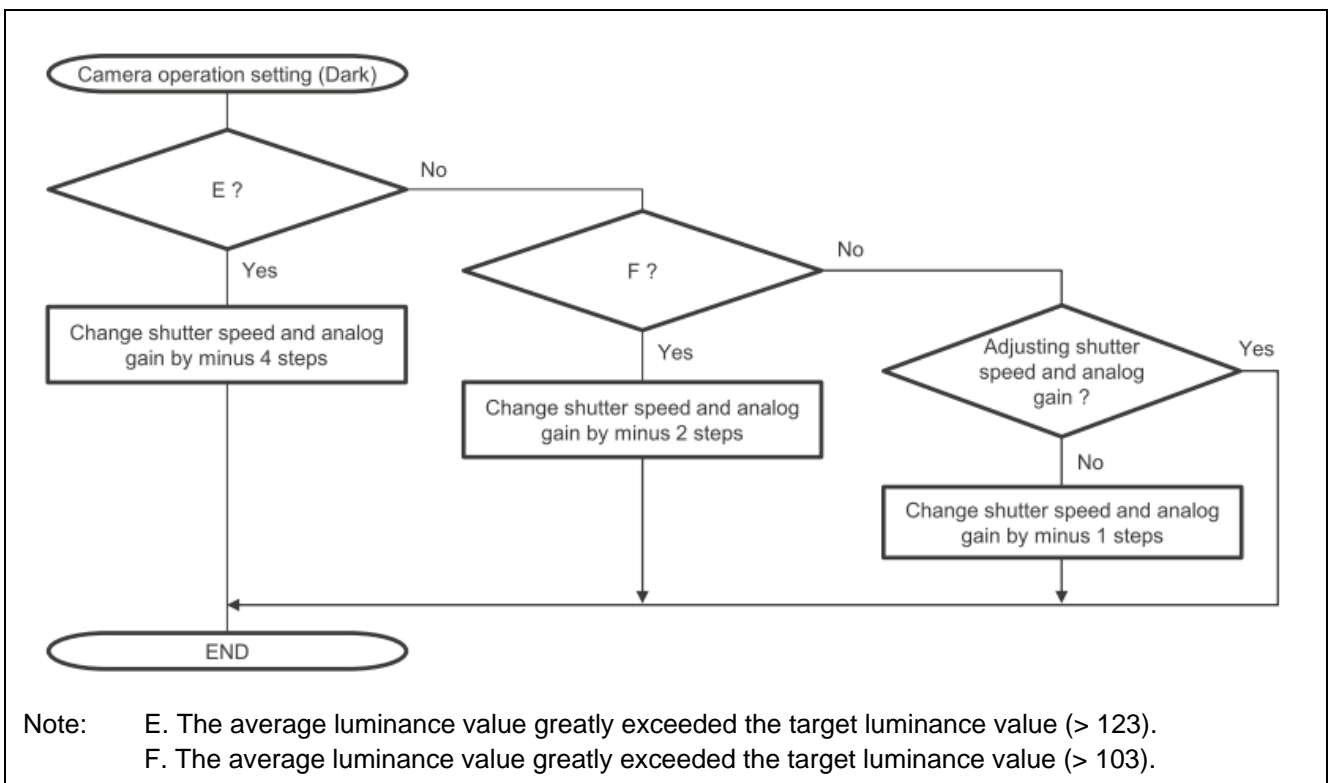 Camera operation setting (Dark)
E ?
No
Yes
Change shutter speed and analog
gain by minus 4 steps
F ?
No
Yes
Change shutter speed and analog
gain by minus 2 steps
Adjusting shutter
speed and analog
gain ?
Yes
No
Change shutter speed and analog
gain by minus 1 steps
END
Note: E. The average luminance value greatly exceeded the target luminance value (> 123).
F. The average luminance value greatly exceeded the target luminance value (> 103).